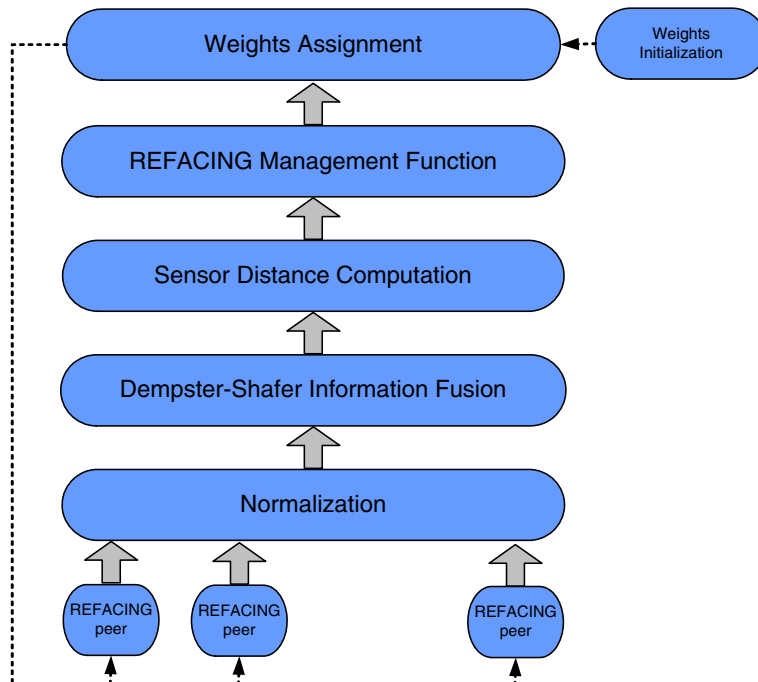 Weights Assignment
Weights
Initialization
REFACING Management Function
Sensor Distance Computation
Dempster-Shafer Information Fusion
Normalization
REFACING
peer
REFACING
peer
REFACING
peer